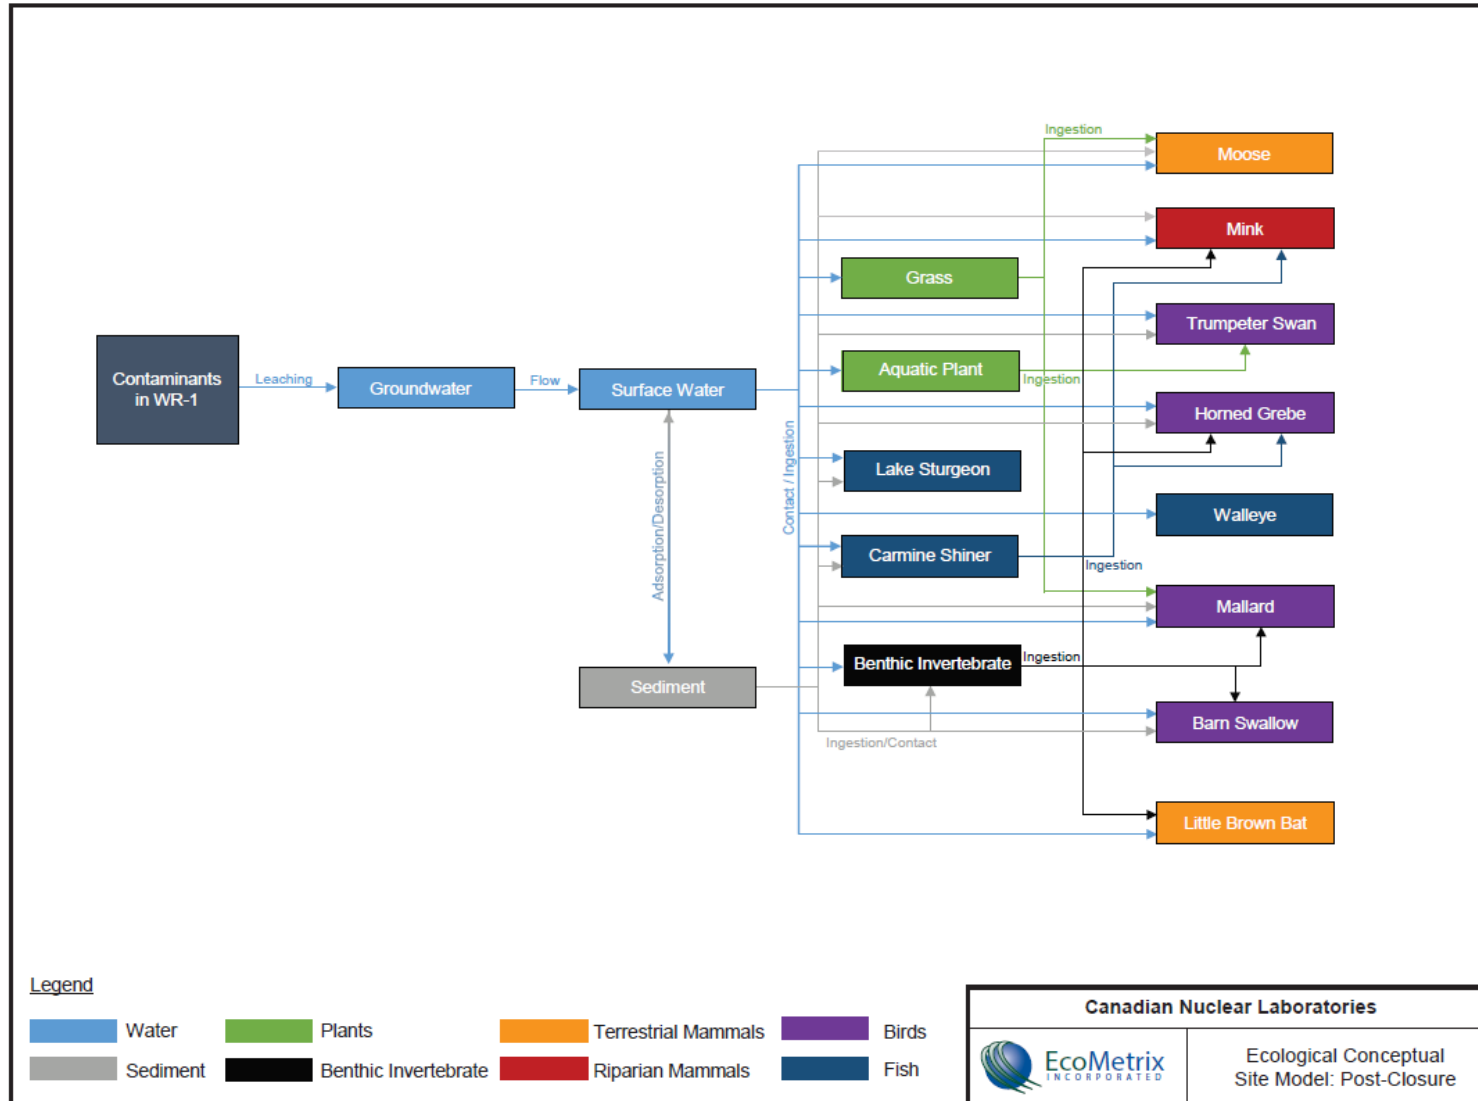 Ingestion
Moose
Mink
Grass
Trumpeter Swan
Contaminants
in WR-1
Leaching
Groundwater
Flow
Surface Water
Aquatic Plant
Ingestion
Horned Grebe
Contact / Ingestion
Adsorption/Desorption
Lake Sturgeon
Walleye
Carmine Shiner
Ingestion
Mallard
Benthic Invertebrate
Ingestion
Sediment
Barn Swallow
Ingestion/Contact
Little Brown Bat
Legend
Water
Plants
Terrestrial Mammals
Birds
Sediment
Benthic Invertebrate
Riparian Mammals
Fish
Canadian Nuclear Laboratories
EcoMetrix
INCORPORATED
Ecological Conceptual
Site Model: Post-Closure